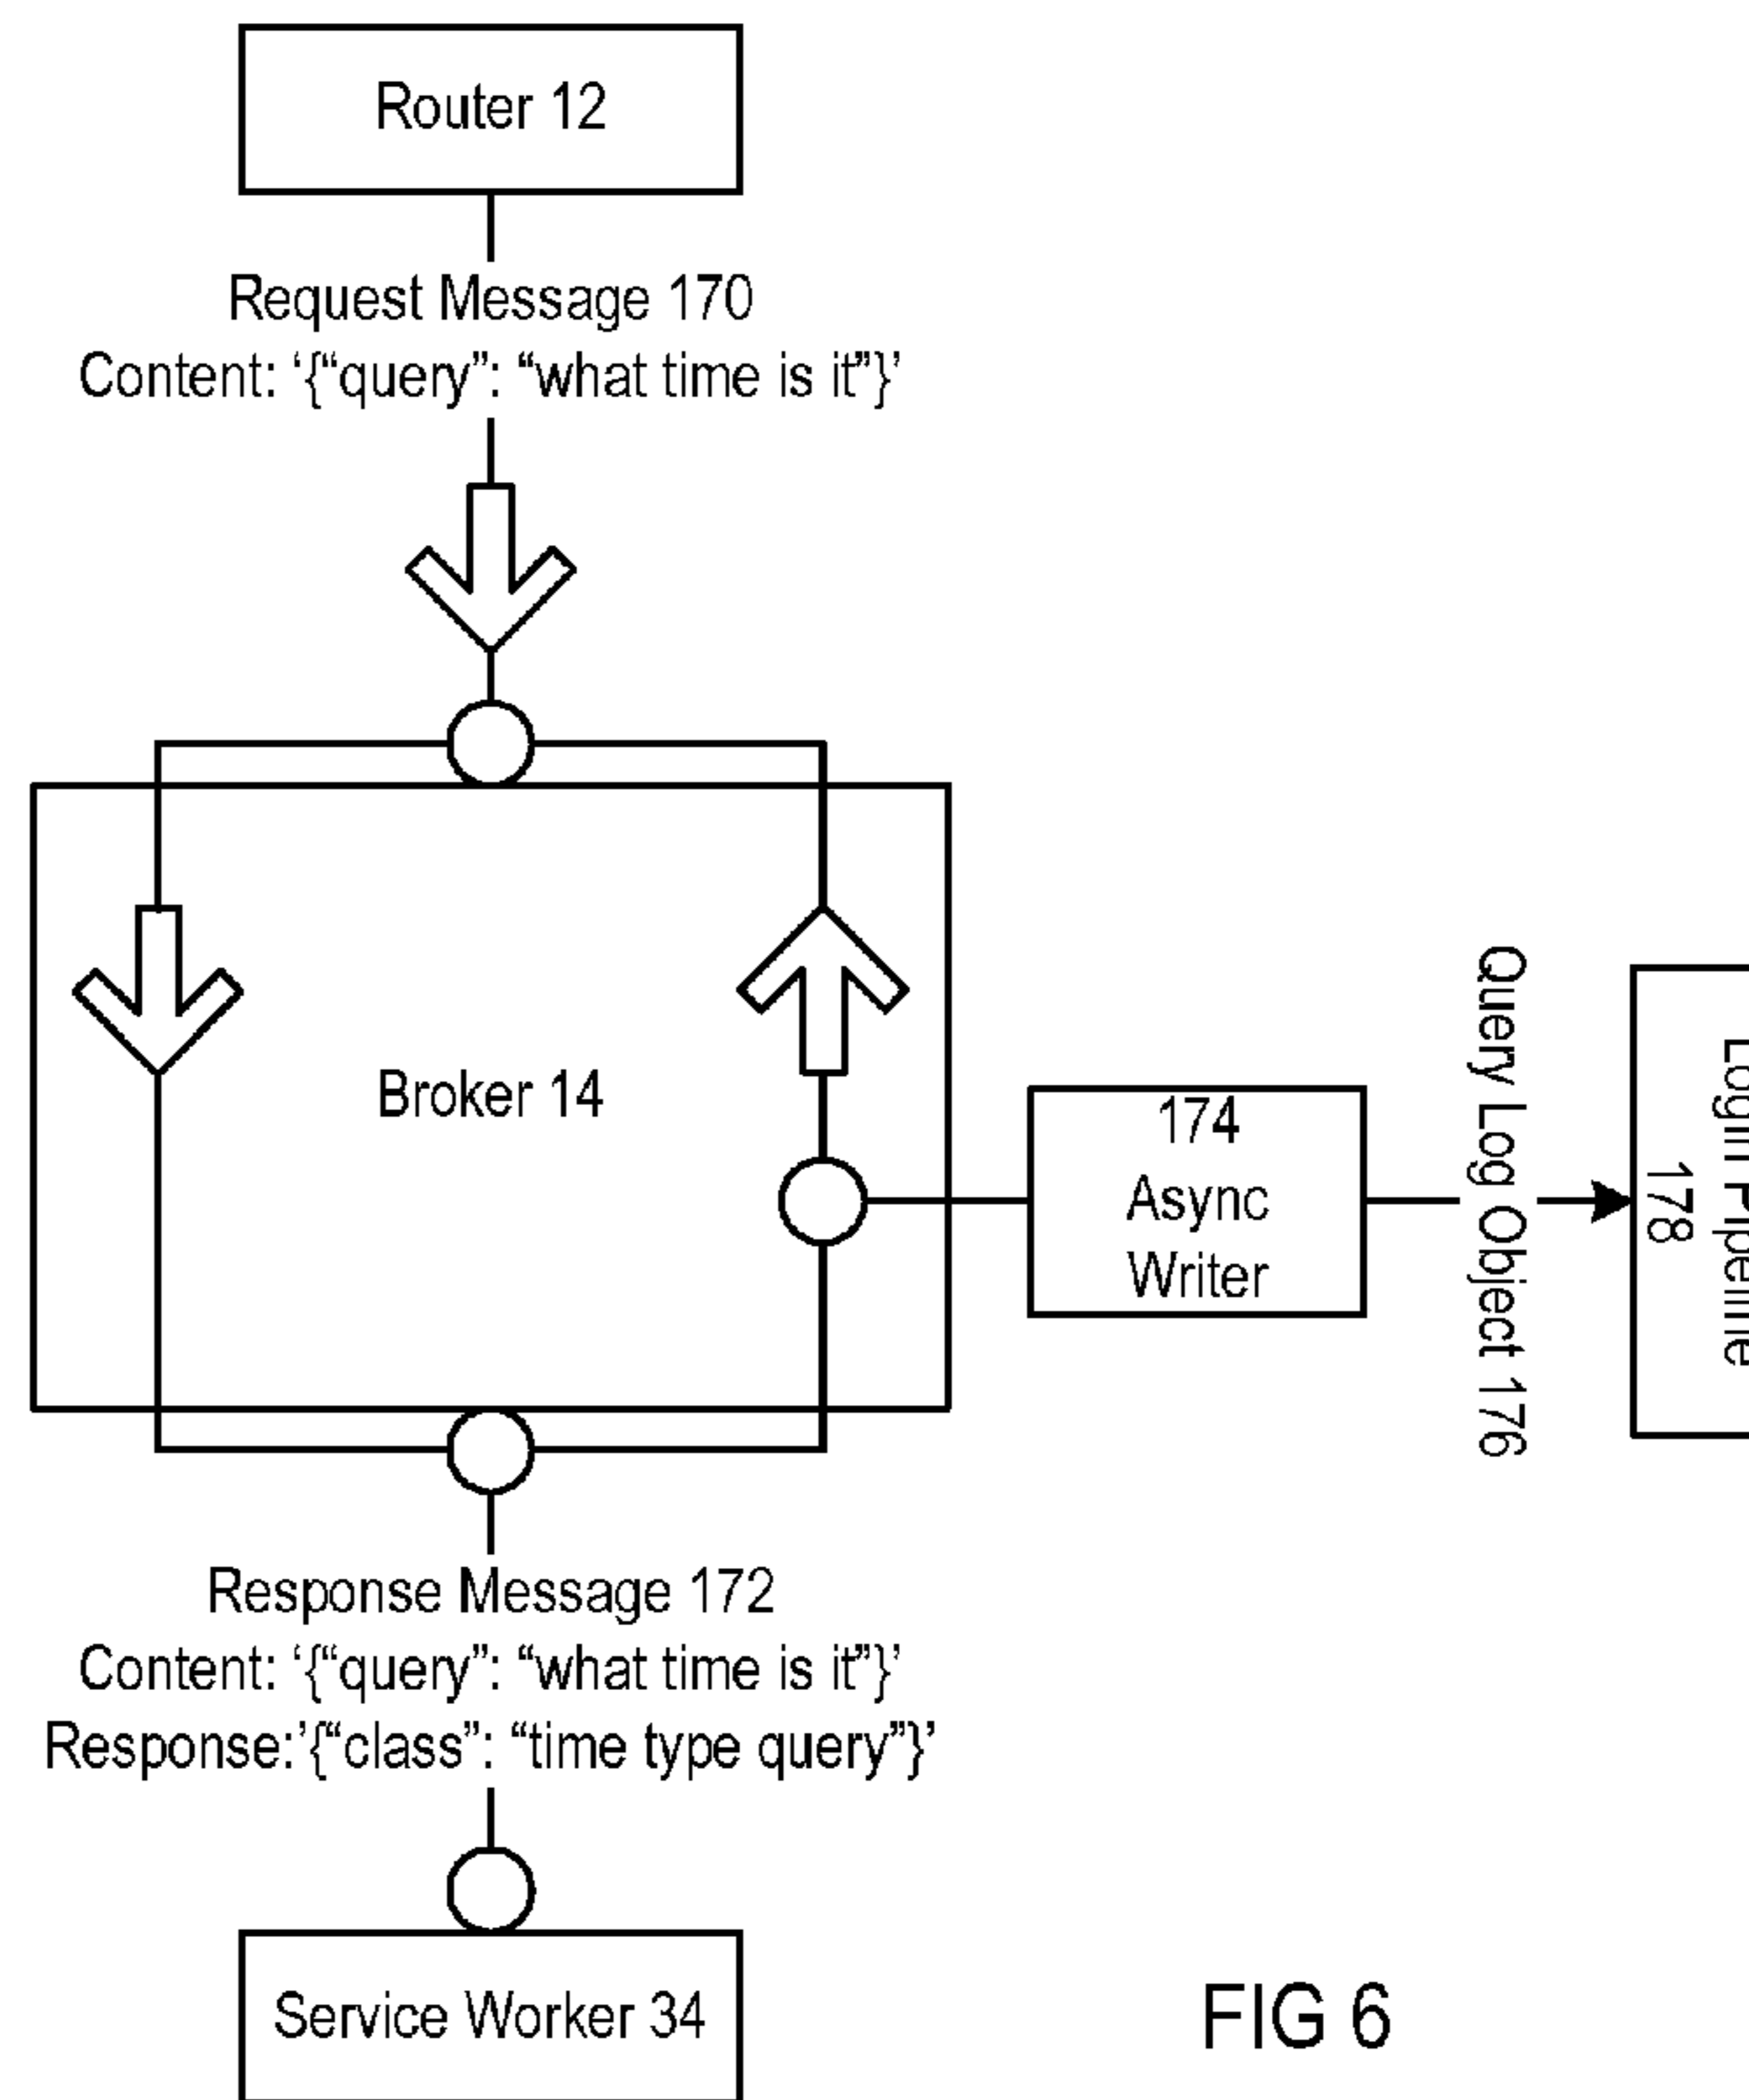 Router 12
Request Message 170
Content: ‘{“query”: “what time is it”}’
Broker 14
174
Async
Writer
Query Log Object 176
Login Pipeline
178
Response Message 172
Content: ‘{“query”: “what time is it”}’
Response:’{“class”: “time type query”}’
Service Worker 34
FIG 6